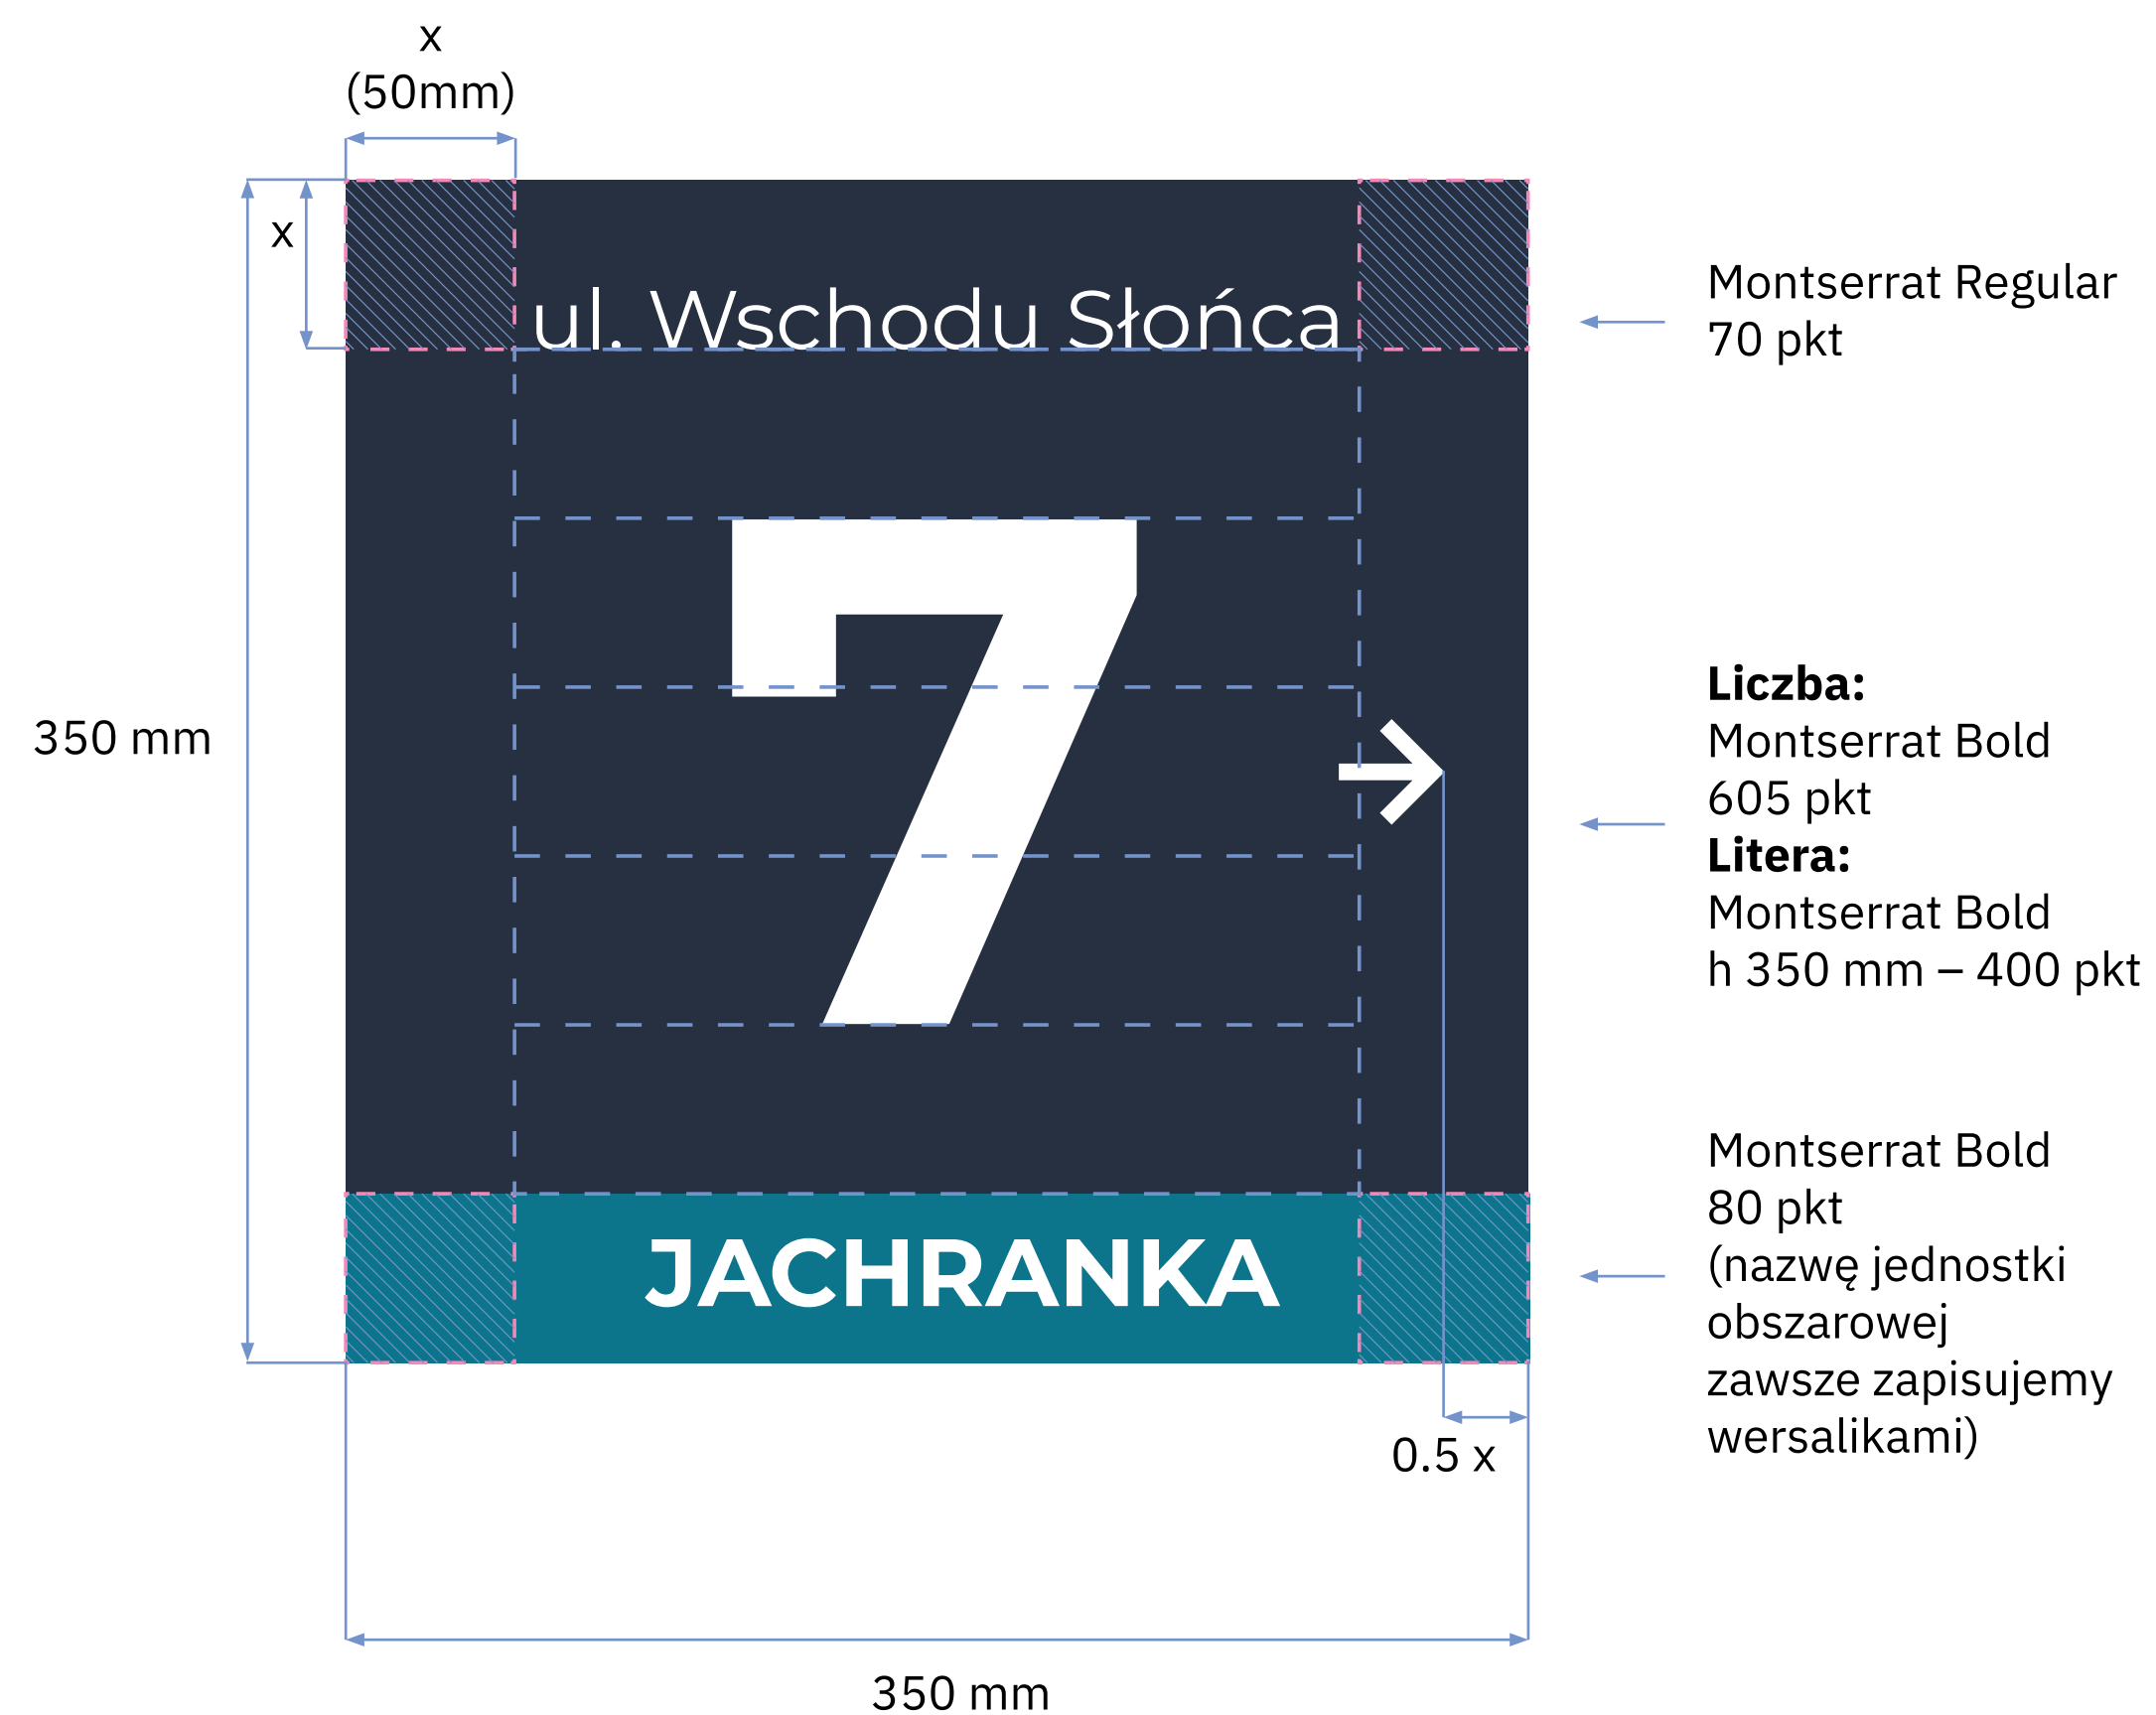 x
(50mm)
x
ul. Wschodu Słońca
Montserrat Regular
70 pkt
350 mm
7
Liczba:
Montserrat Bold
605 pkt
Litera:
Montserrat Bold
h 350 mm – 400 pkt
JACHRANKA
Montserrat Bold
80 pkt
(nazwę jednostki
obszarowej
zawsze zapisujemy
wersalikami)
0.5 x
350 mm